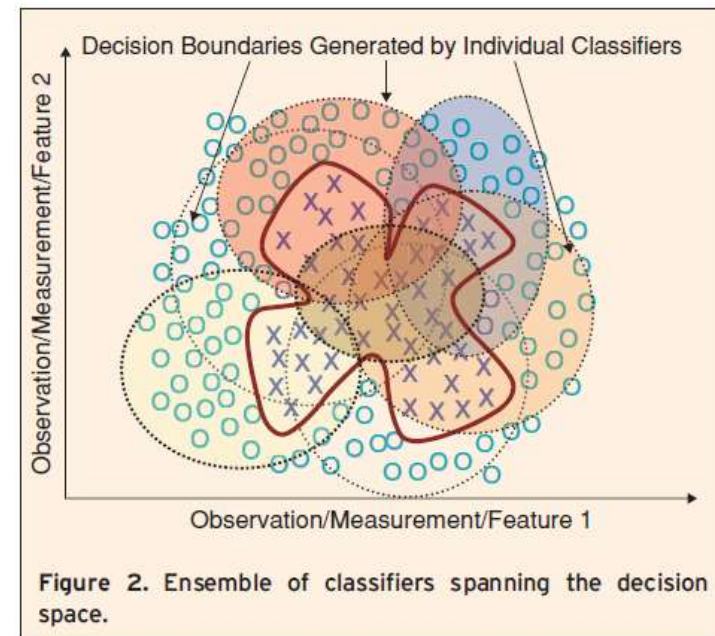 Decision Boundaries Generated by Individual Classifiers
Observation/Measurement/Feature 2
Observation/Measurement/Feature 1
Figure 2. Ensemble of classifiers spanning the decision
space.